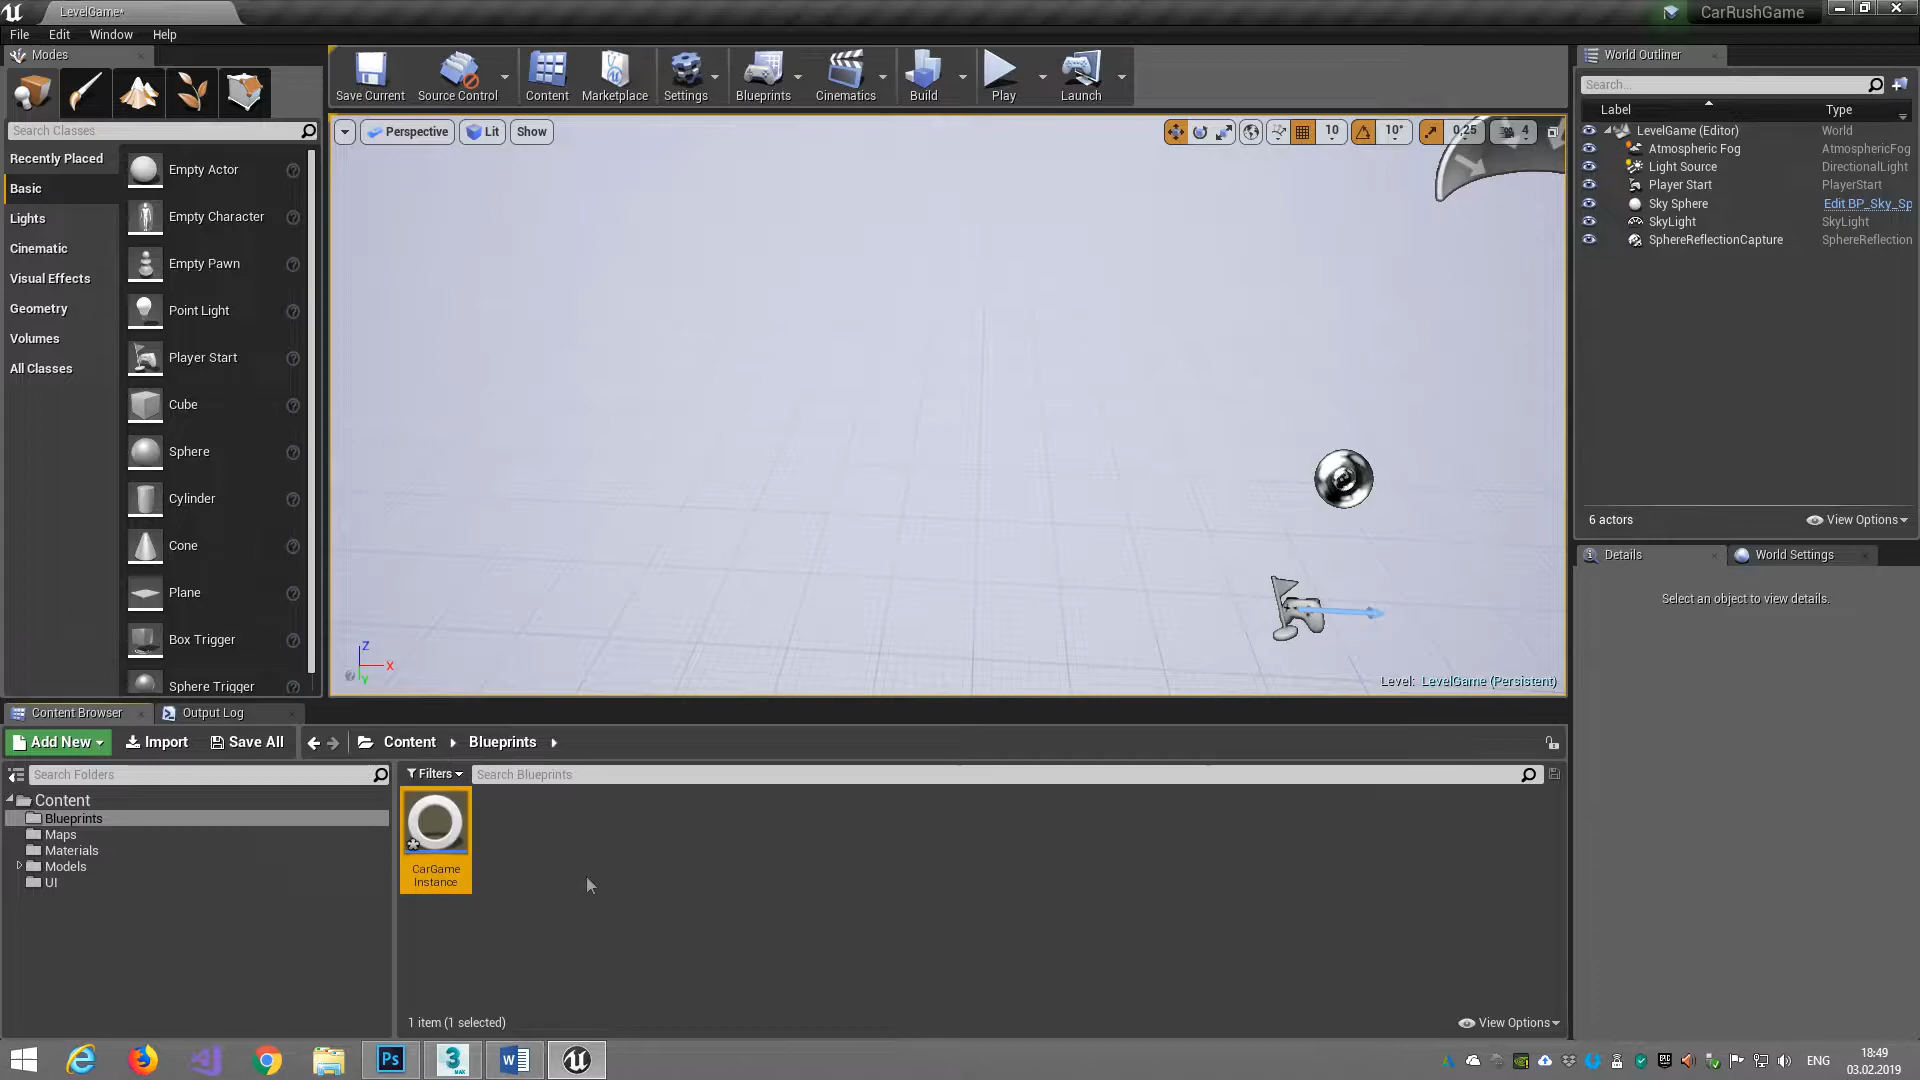 LevelGame*
CarRushGame
File Edit Window Help
Modes
Search Classes
Recently Placed
Basic
Lights
Cinematic
Visual Effects
Geometry
Volumes
All Classes
Empty Actor
Empty Character
Empty Pawn
Point Light
Player Start
Cube
Sphere
Cylinder
Cone
Plane
Box Trigger
Sphere Trigger
Save Current Source Control Content Marketplace Settings Blueprints Cinematics Build Play Launch
Perspective Lit Show
10 10° 0,25 4
Z
X
Y
Level: LevelGame (Persistent)
World Outliner
Search...
Label Type
LevelGame (Editor) World
Atmospheric Fog AtmosphericFog
Light Source DirectionalLight
Player Start PlayerStart
Sky Sphere Edit BP_Sky_Sp
SkyLight SkyLight
SphereReflectionCapture SphereReflection
6 actors View Options
Details World Settings
Select an object to view details.
Content Browser Output Log
Add New Import Save All Content Blueprints
Search Folders
Filters Search Blueprints
Content
Blueprints
Maps
Materials
Models
UI
CarGame
Instance
1 item (1 selected) View Options
Ps
3
MAX
ENG
18:49
03.02.2019